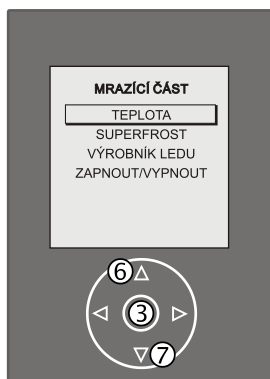 MRAZÍCÍ ČÁST
TEPLOTA
SUPERFROST
VÝROBNÍK LEDU
ZAPNOUT/VYPNOUT
6
3
7